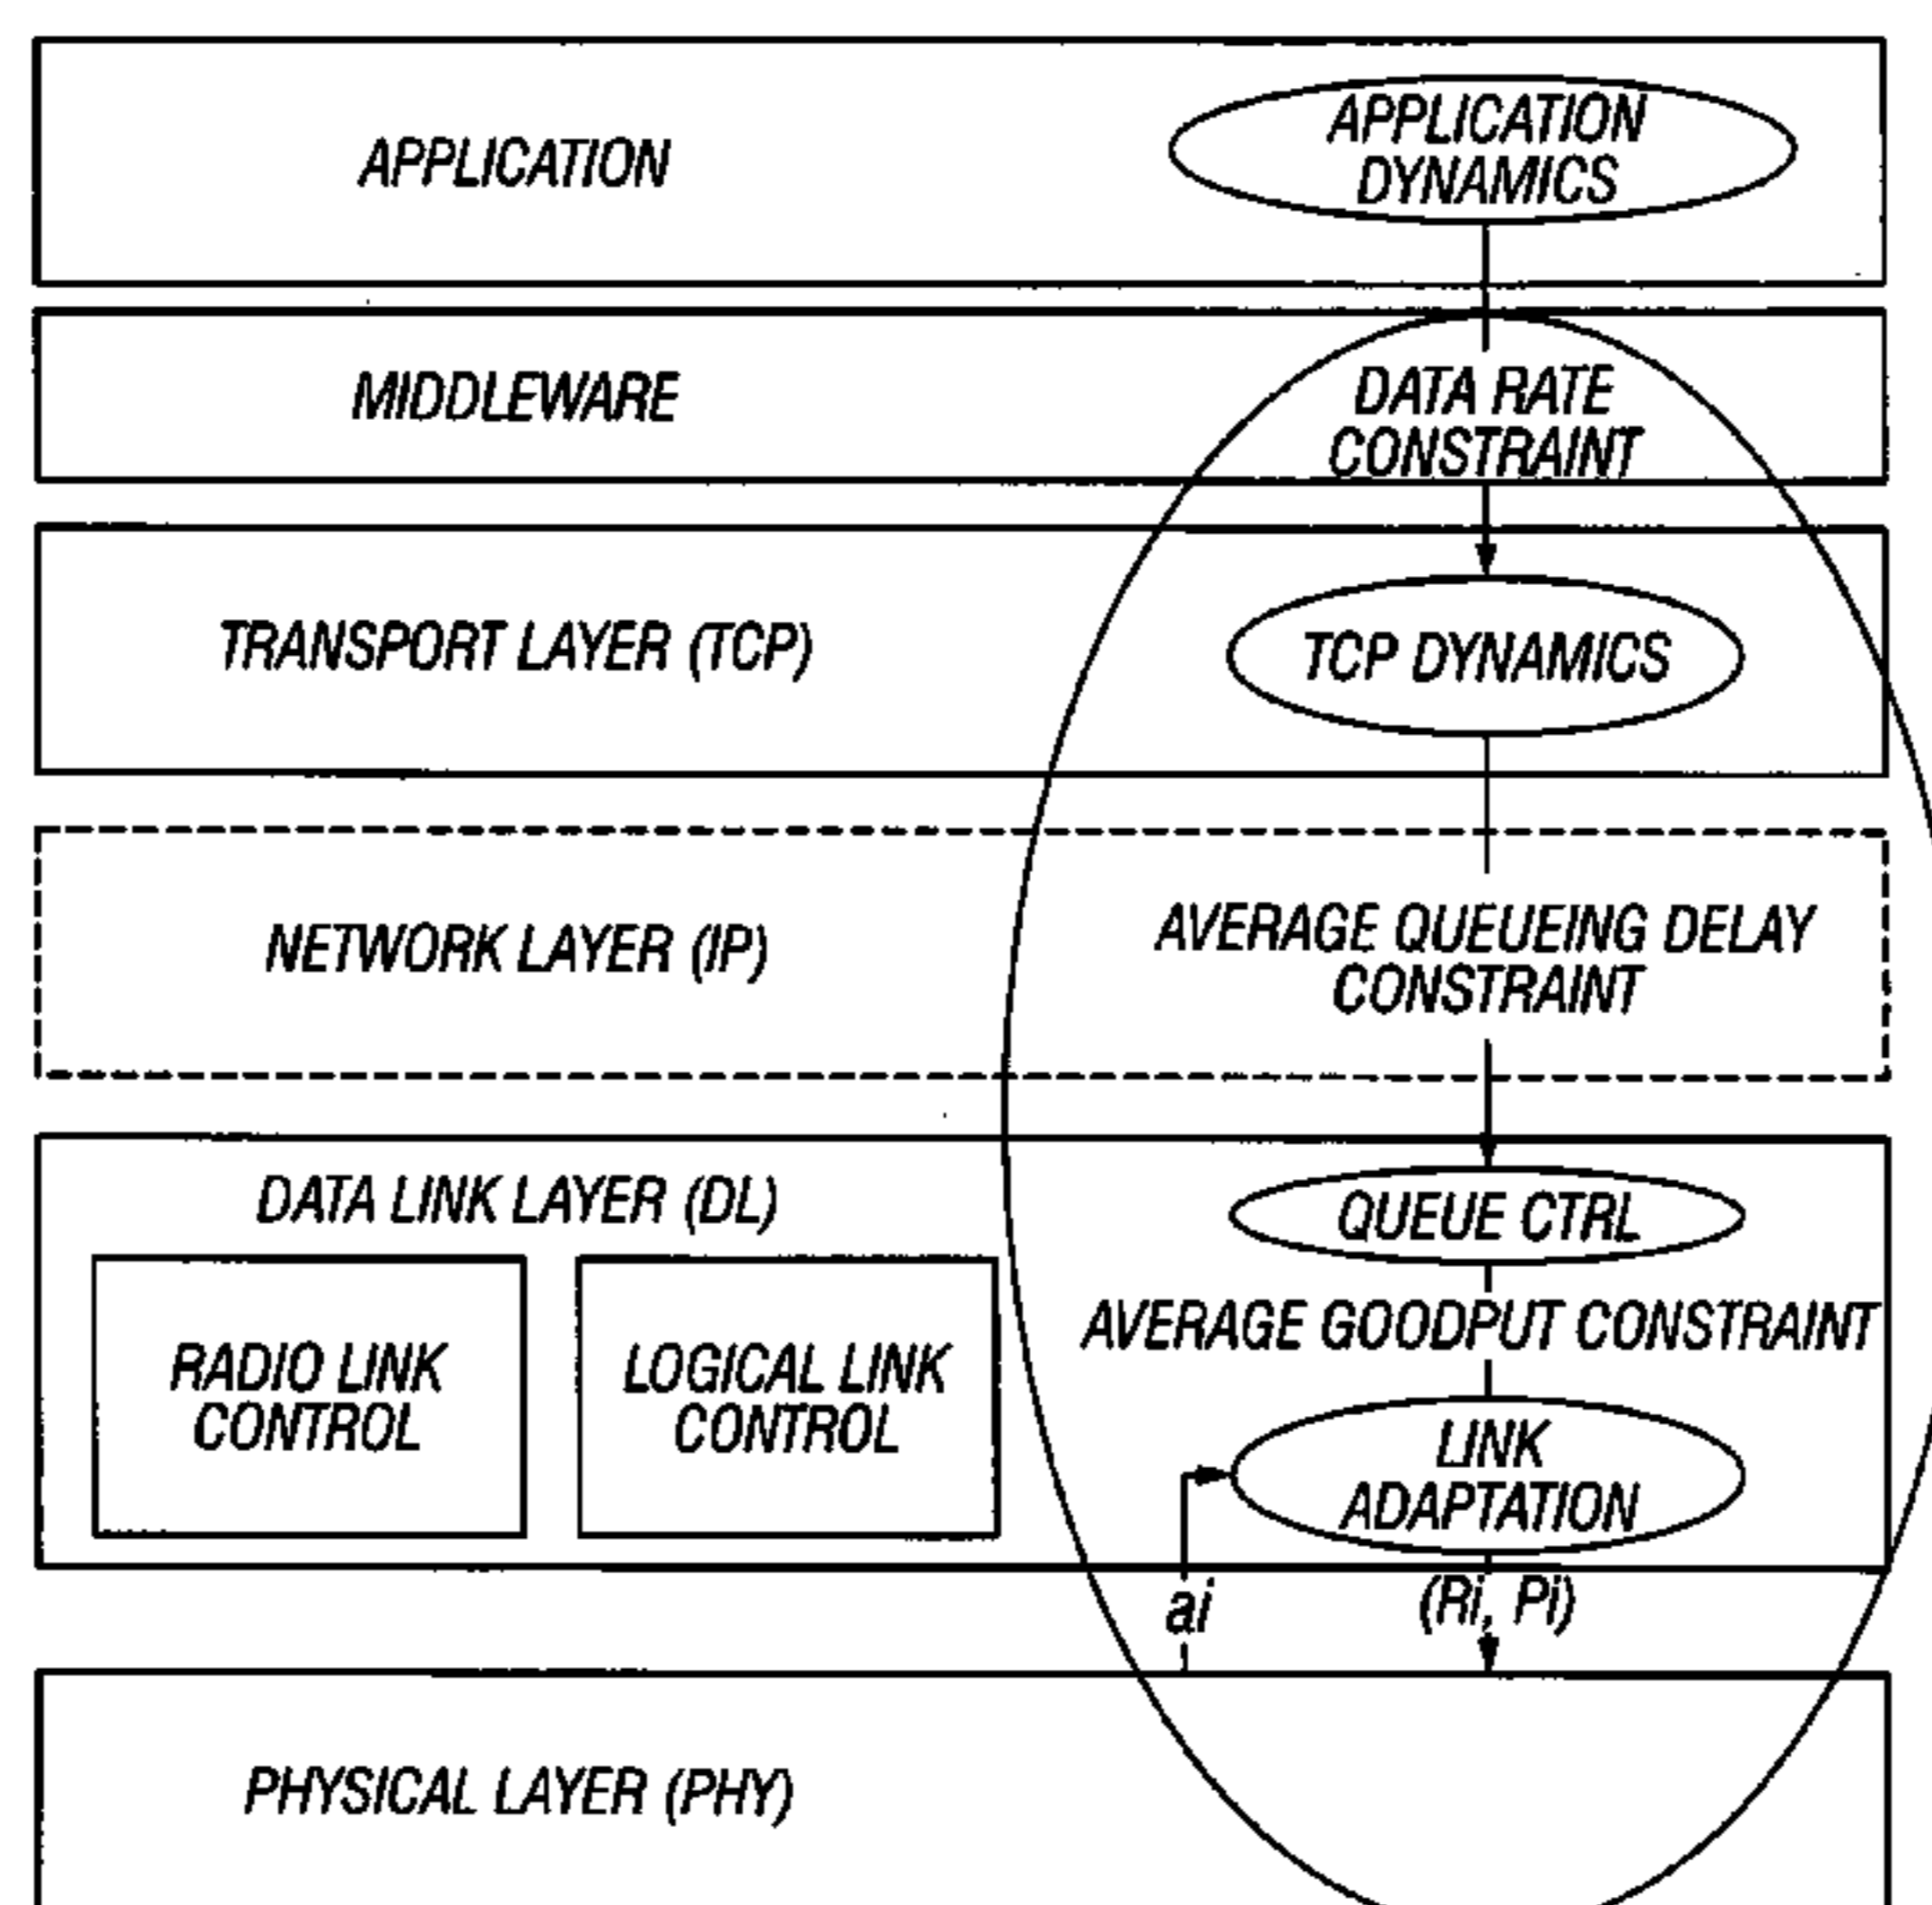 APPLICATION
APPLICATION
DYNAMICS
MIDDLEWARE
DATA RATE
CONSTRAINT
TRANSPORT LAYER (TCP)
TCP DYNAMICS
NETWORK LAYER (IP)
AVERAGE QUEUEING DELAY
CONSTRAINT
DATA LINK LAYER (DL)
QUEUE CTRL
AVERAGE GOODPUT CONSTRAINT
RADIO LINK
CONTROL
LOGICAL LINK
CONTROL
LINK
ADAPTATION
ai
(Ri, Pi)
PHYSICAL LAYER (PHY)